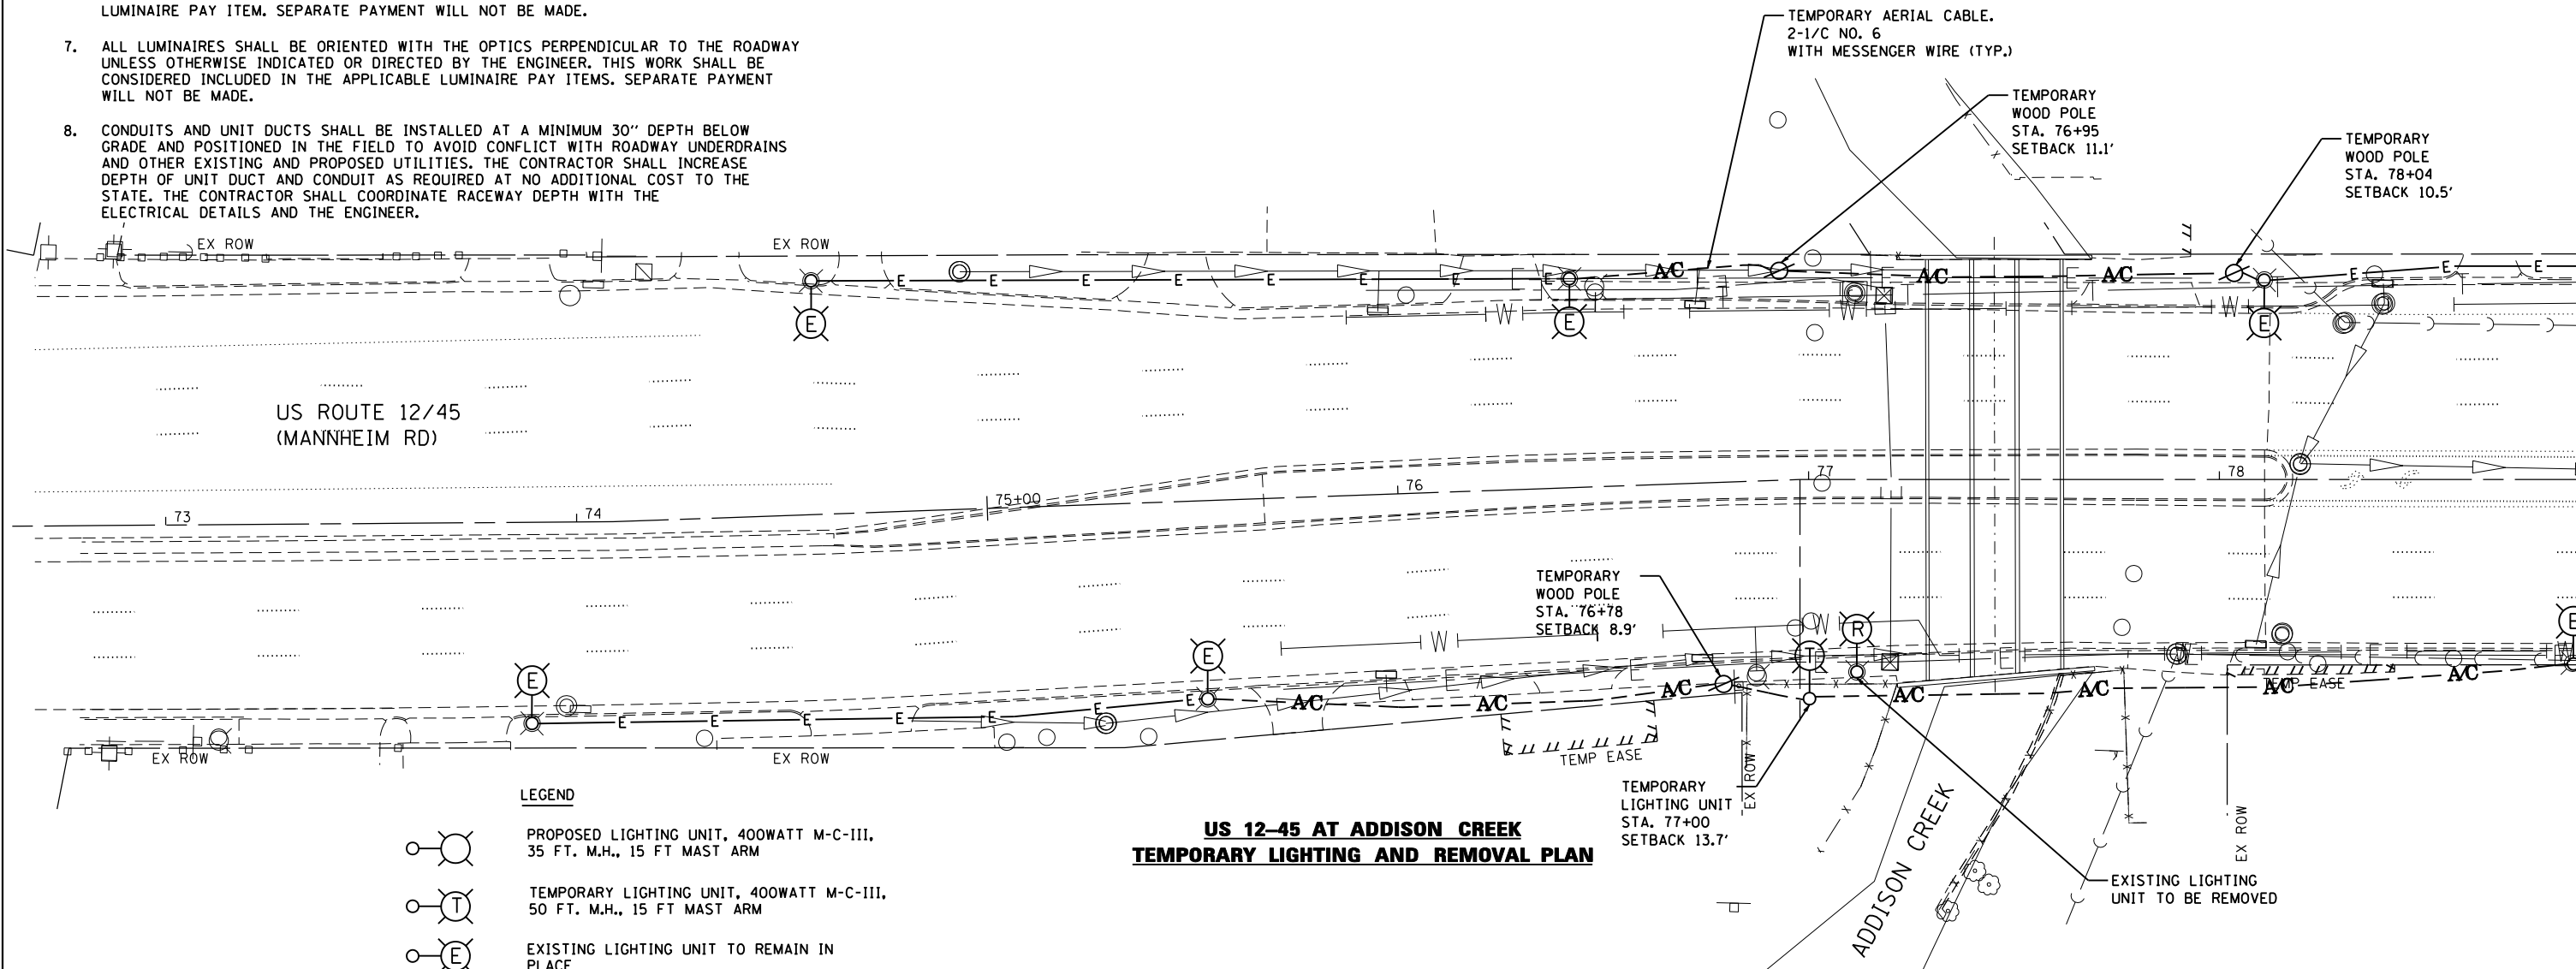 LUMINAIRE PAY ITEM. SEPARATE PAYMENT WILL NOT BE MADE.
7. ALL LUMINAIRES SHALL BE ORIENTED WITH THE OPTICS PERPENDICULAR TO THE ROADWAY
UNLESS OTHERWISE INDICATED OR DIRECTED BY THE ENGINEER. THIS WORK SHALL BE
CONSIDERED INCLUDED IN THE APPLICABLE LUMINAIRE PAY ITEMS. SEPARATE PAYMENT
WILL NOT BE MADE.
8. CONDUITS AND UNIT DUCTS SHALL BE INSTALLED AT A MINIMUM 30'' DEPTH BELOW
GRADE AND POSITIONED IN THE FIELD TO AVOID CONFLICT WITH ROADWAY UNDERDRAINS
AND OTHER EXISTING AND PROPOSED UTILITIES. THE CONTRACTOR SHALL INCREASE
DEPTH OF UNIT DUCT AND CONDUIT AS REQUIRED AT NO ADDITIONAL COST TO THE
STATE. THE CONTRACTOR SHALL COORDINATE RACEWAY DEPTH WITH THE
ELECTRICAL DETAILS AND THE ENGINEER.
TEMPORARY AERIAL CABLE.
2-1/C NO. 6
WITH MESSENGER WIRE (TYP.)
TEMPORARY
WOOD POLE
STA. 76+95
SETBACK 11.1'
TEMPORARY
WOOD POLE
STA. 78+04
SETBACK 10.5'
EX ROW
EX ROW
E E E E E E E E
A/C
A/C
A/C
E E E
W
W
W
E
E
E
US ROUTE 12/45
(MANNHEIM RD)
73
74
75+00
76
77
78
TEMPORARY
WOOD POLE
STA. 76+78
SETBACK 8.9'
W
W
W
E
E
T
R
E
E E E E E E E
A/C
A/C
A/C
A/C
A/C
A/C
A/C
TEMP EASE
TEMP EASE
EX ROW
EX ROW
EX ROW
EX ROW
TEMPORARY
LIGHTING UNIT
STA. 77+00
SETBACK 13.7'
ADDISON CREEK
ADDISON CREEK
EXISTING LIGHTING
UNIT TO BE REMOVED
US 12–45 AT ADDISON CREEK
TEMPORARY LIGHTING AND REMOVAL PLAN
LEGEND
PROPOSED LIGHTING UNIT, 400WATT M-C-III,
35 FT. M.H., 15 FT MAST ARM
T TEMPORARY LIGHTING UNIT, 400WATT M-C-III,
50 FT. M.H., 15 FT MAST ARM
E EXISTING LIGHTING UNIT TO REMAIN IN
PLACE